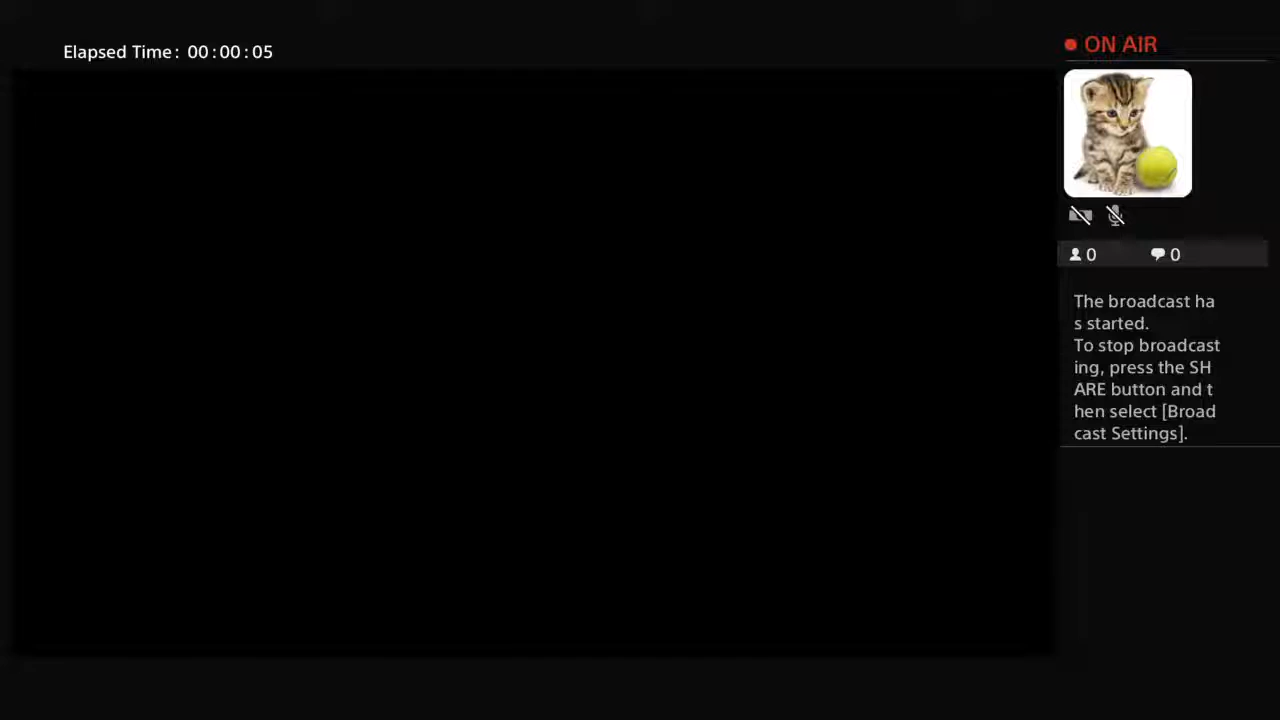 Elapsed Time: 00:00:05
ON AIR
0 0
The broadcast ha
s started.
To stop broadcast
ing, press the SH
ARE button and t
hen select [Broad
cast Settings].